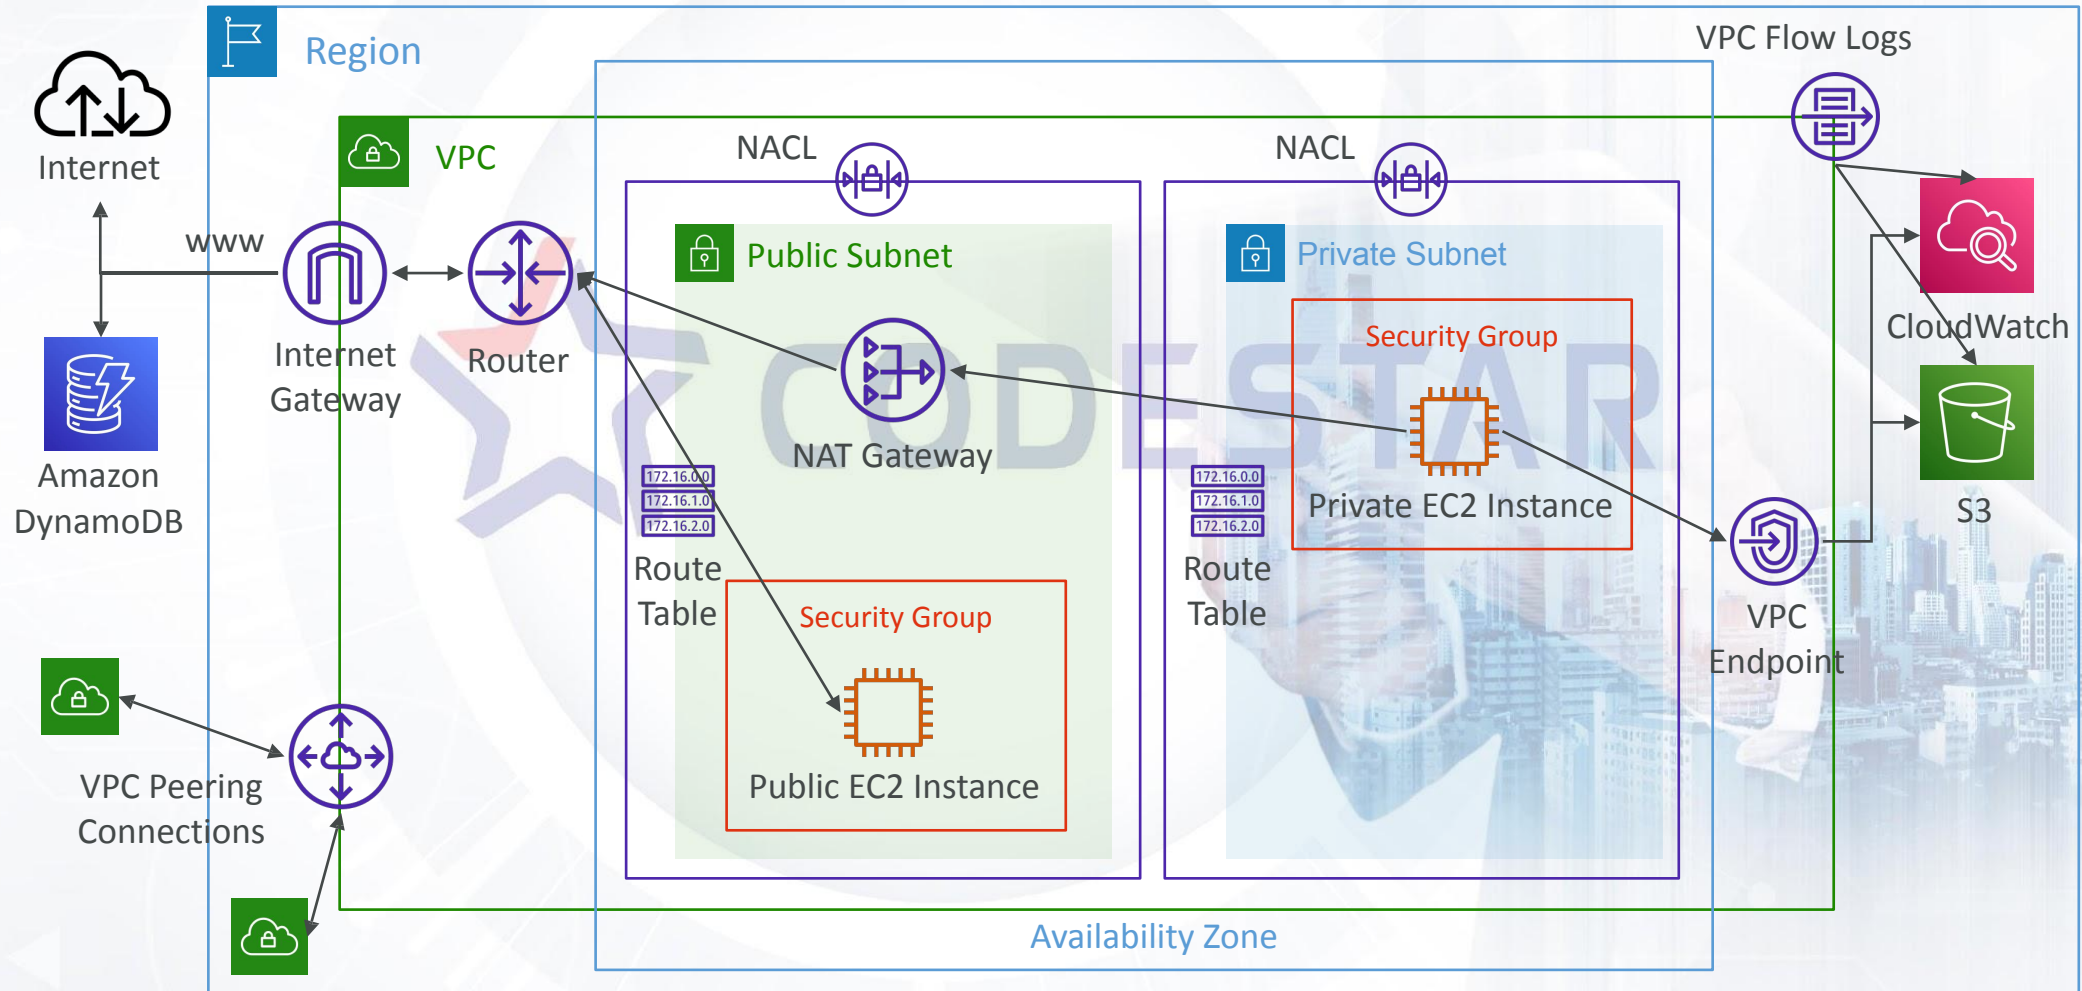 Region
VPC Flow Logs
Internet
VPC
NACL
NACL
www
Public Subnet
Private Subnet
Internet
Gateway
Router
Security Group
CloudWatch
CODESTAR
NAT Gateway
Amazon
DynamoDB
172.16.0.0
172.16.1.0
172.16.2.0
Route
Table
172.16.0.0
172.16.1.0
172.16.2.0
Route
Table
Private EC2 Instance
S3
VPC
Endpoint
Security Group
Public EC2 Instance
VPC Peering
Connections
Availability Zone